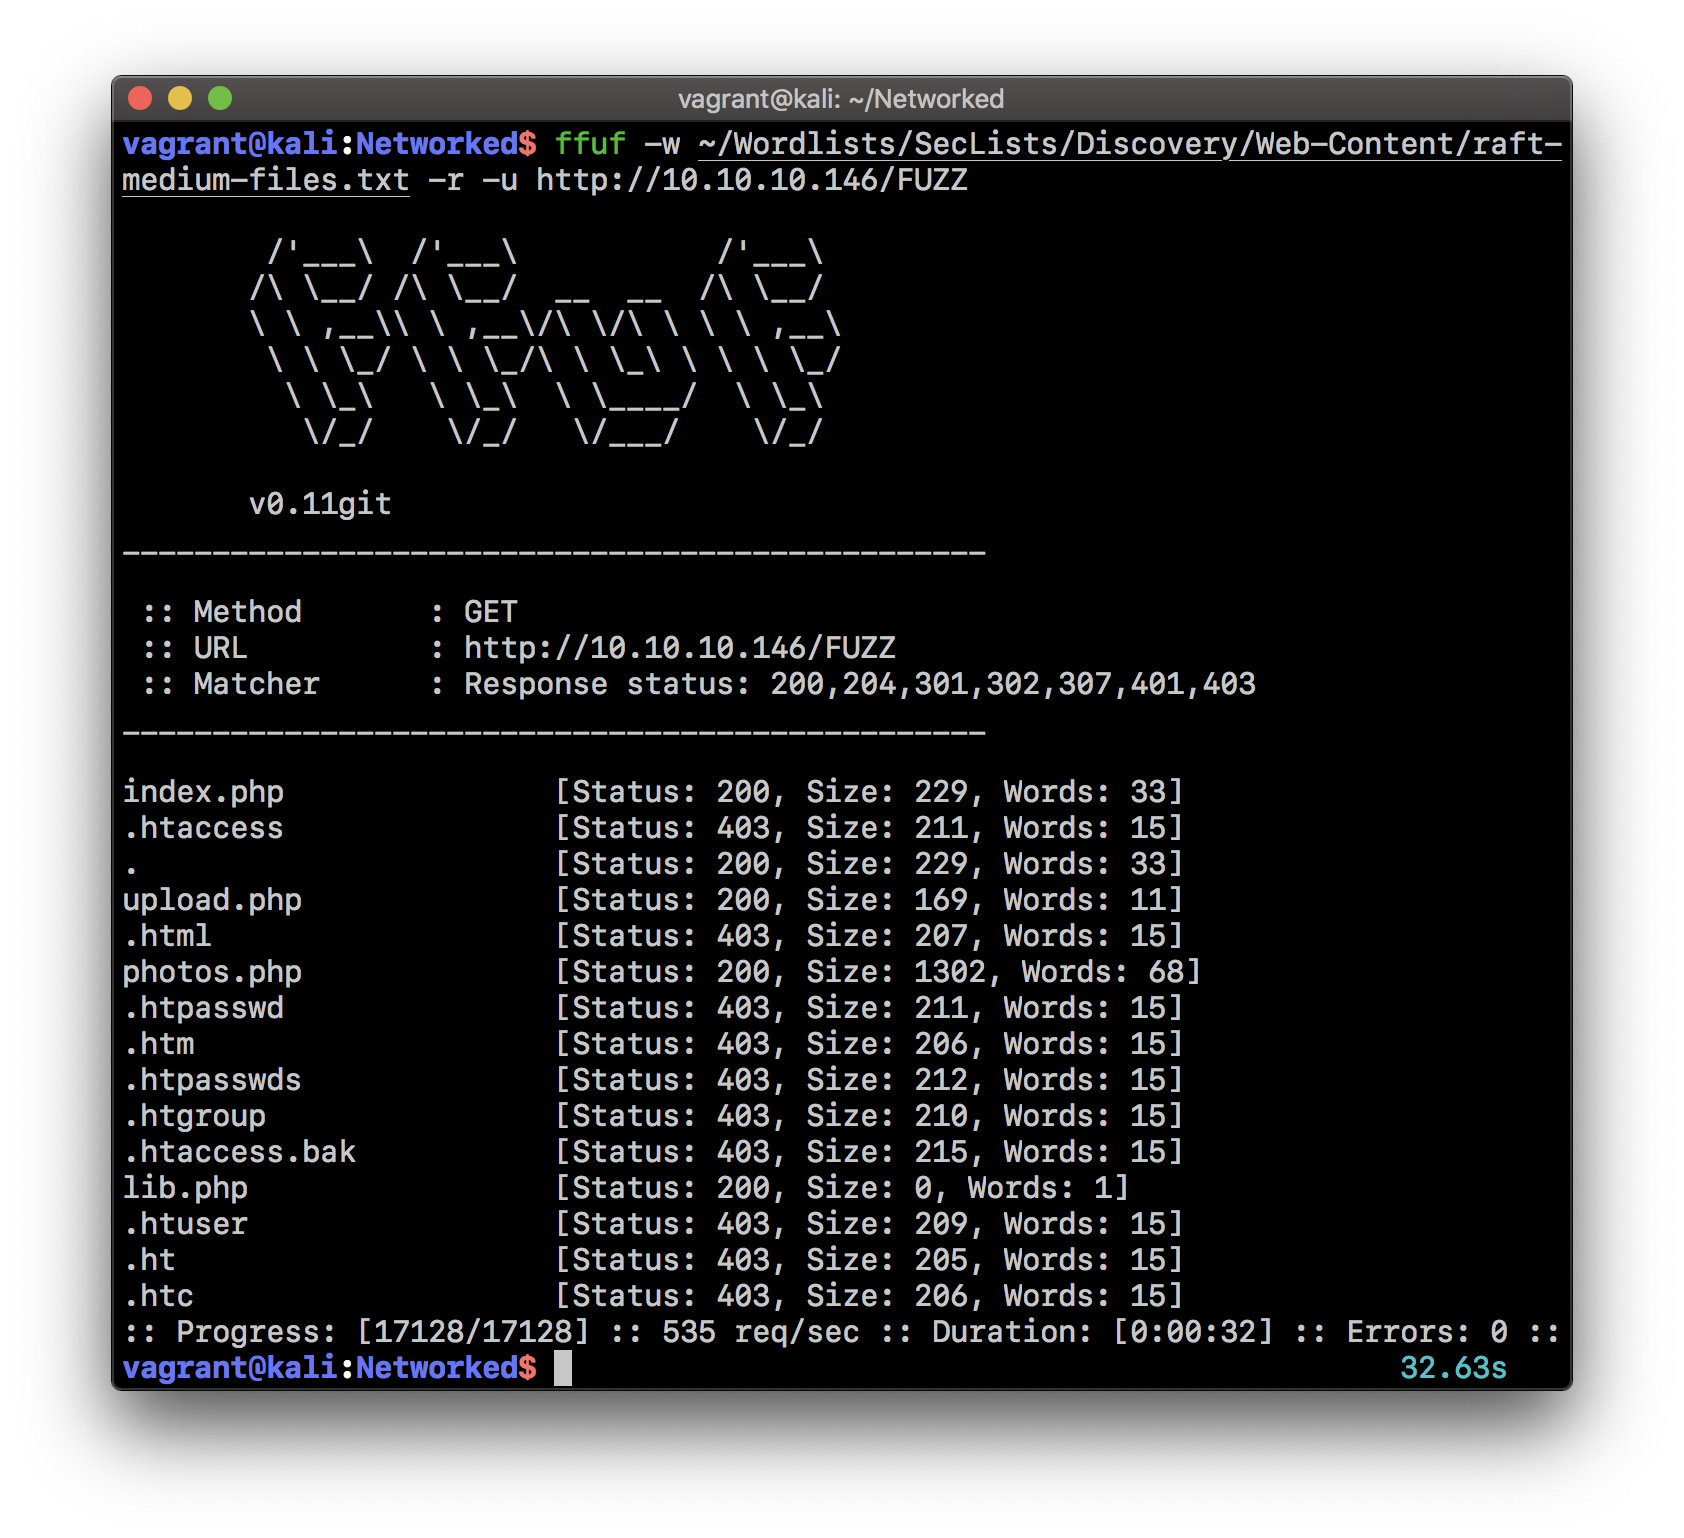 vagrant@kali: ~/Networked
vagrant@kali:Networked$ ffuf -w ~/Wordlists/SecLists/Discovery/Web-Content/raft-
medium-files.txt -r -u http://10.10.10.146/FUZZ
        /'___\  /'___\           /'___\
       /\ \__/ /\ \__/  __  __  /\ \__/
       \ \ ,__\\ \ ,__\/\ \/\ \ \ \ ,__\
        \ \ \_/ \ \ \_/\ \ \_\ \ \ \ \_/
         \ \_\   \ \_\  \ \____/  \ \_\
          \/_/    \/_/   \/___/    \/_/
       v0.11git
________________________________________________
 :: Method       : GET
 :: URL          : http://10.10.10.146/FUZZ
 :: Matcher      : Response status: 200,204,301,302,307,401,403
________________________________________________
index.php               [Status: 200, Size: 229, Words: 33]
.htaccess               [Status: 403, Size: 211, Words: 15]
.                       [Status: 200, Size: 229, Words: 33]
upload.php              [Status: 200, Size: 169, Words: 11]
.html                   [Status: 403, Size: 207, Words: 15]
photos.php              [Status: 200, Size: 1302, Words: 68]
.htpasswd               [Status: 403, Size: 211, Words: 15]
.htm                    [Status: 403, Size: 206, Words: 15]
.htpasswds              [Status: 403, Size: 212, Words: 15]
.htgroup                [Status: 403, Size: 210, Words: 15]
.htaccess.bak           [Status: 403, Size: 215, Words: 15]
lib.php                 [Status: 200, Size: 0, Words: 1]
.htuser                 [Status: 403, Size: 209, Words: 15]
.ht                     [Status: 403, Size: 205, Words: 15]
.htc                    [Status: 403, Size: 206, Words: 15]
:: Progress: [17128/17128] :: 535 req/sec :: Duration: [0:00:32] :: Errors: 0 ::
vagrant@kali:Networked$ 32.63s